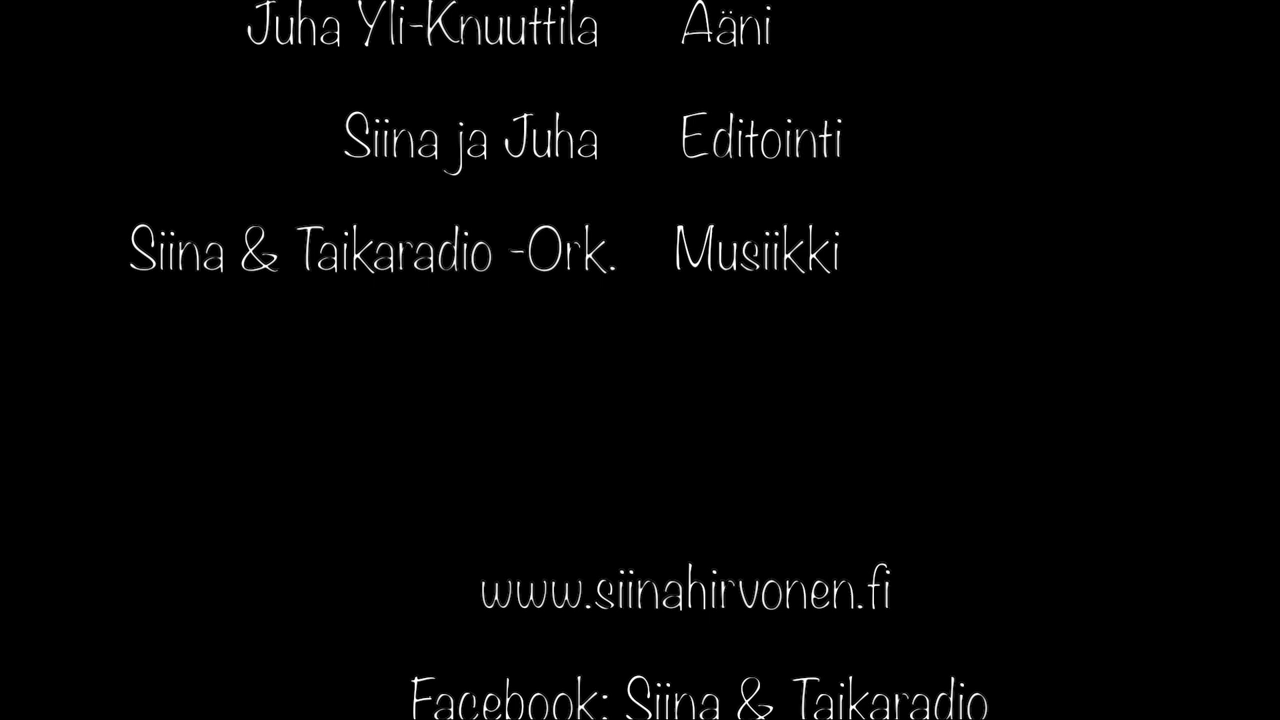 Juha Yli-Knuuttila Ääni
Siina ja Juha Editointi
Siina & Taikaradio -Ork. Musiikki
www.siinahirvonen.fi
Facebook: Siina & Taikaradio